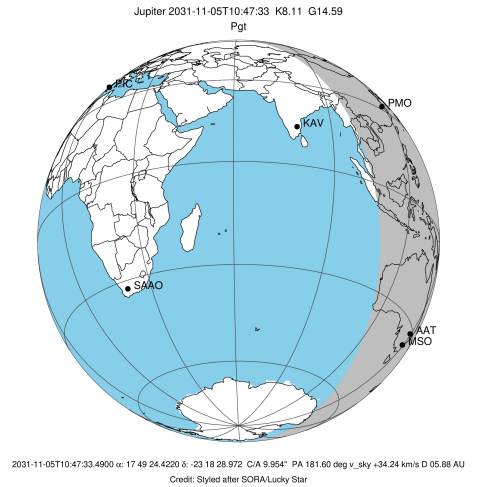 Jupiter 2031-11-05T10:47:33 K8.11 G14.59
Pgt
PIC
PMO
KAV
SAAO
AAT
MSO
2031-11-05T10:47:33.4900 α: 17 49 24.4220 δ: -23 18 28.972 C/A 9.954" PA 181.60 deg v_sky +34.24 km/s D 05.88 AU
Credit: Styled after SORA/Lucky Star